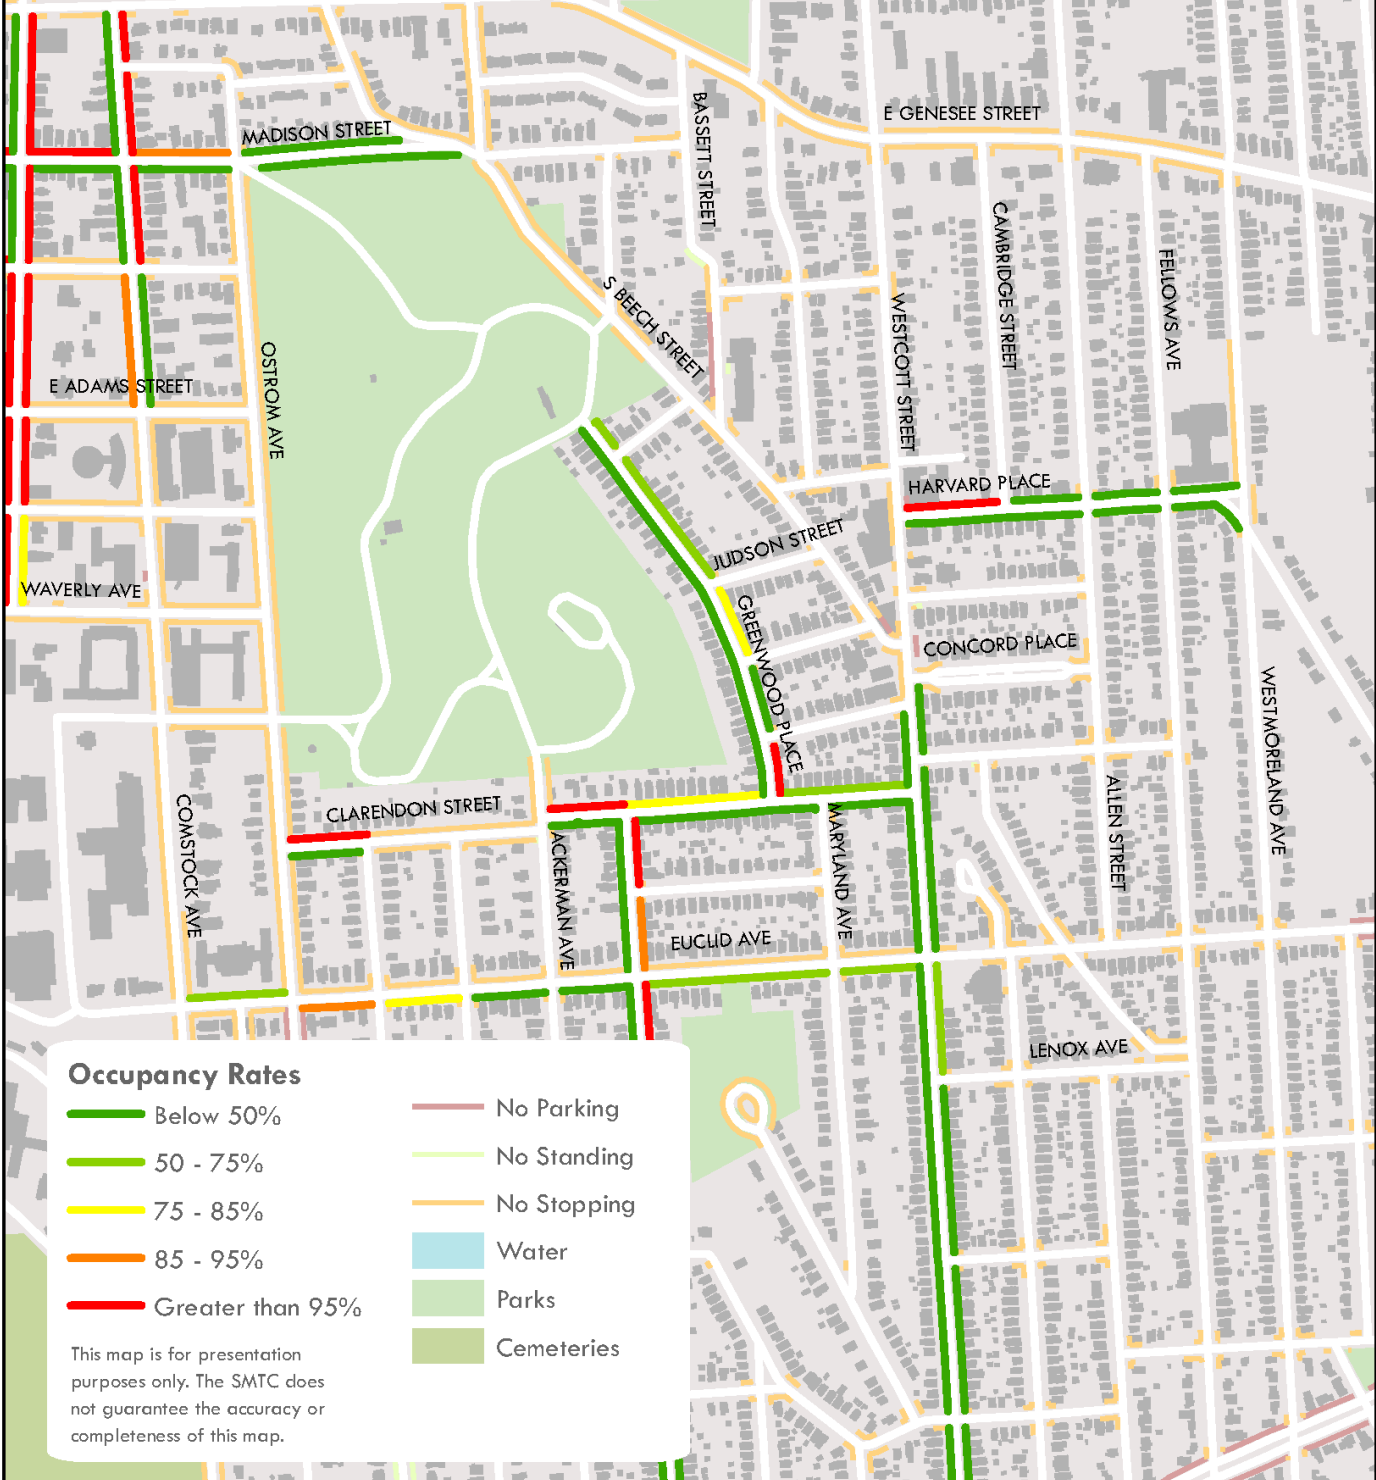 E GENESEE STREET
MADISON STREET
BASSETT STREET
CAMBRIDGE STREET
FELLOWS AVE
S BEECH STREET
WESTCOTT STREET
OSTROM AVE
E ADAMS STREET
HARVARD PLACE
JUDSON STREET
WAVERLY AVE
GREENWOOD PLACE
CONCORD PLACE
WESTMORELAND AVE
ALLEN STREET
CLARENDON STREET
COMSTOCK AVE
ACKERMAN AVE
MARYLAND AVE
EUCLID AVE
LENOX AVE
Occupancy Rates
Below 50%
50 - 75%
75 - 85%
85 - 95%
Greater than 95%
No Parking
No Standing
No Stopping
Water
Parks
Cemeteries
This map is for presentation
purposes only. The SMTC does
not guarantee the accuracy or
completeness of this map.